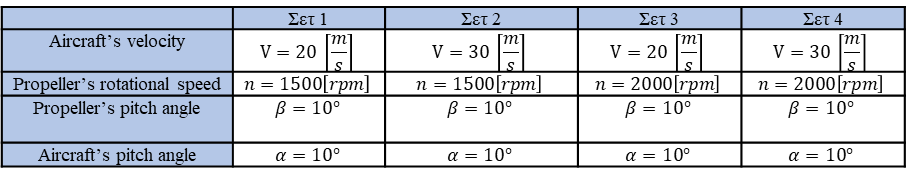 Σετ 1 Σετ 2 Σετ 3 Σετ 4
Aircraft's velocity V = 20 [m/s] V = 30 [m/s] V = 20 [m/s] V = 30 [m/s]
Propeller's rotational speed n = 1500[rpm] n = 1500[rpm] n = 2000[rpm] n = 2000[rpm]
Propeller's pitch angle β = 10° β = 10° β = 10° β = 10°
Aircraft's pitch angle α = 10° α = 10° α = 10° α = 10°